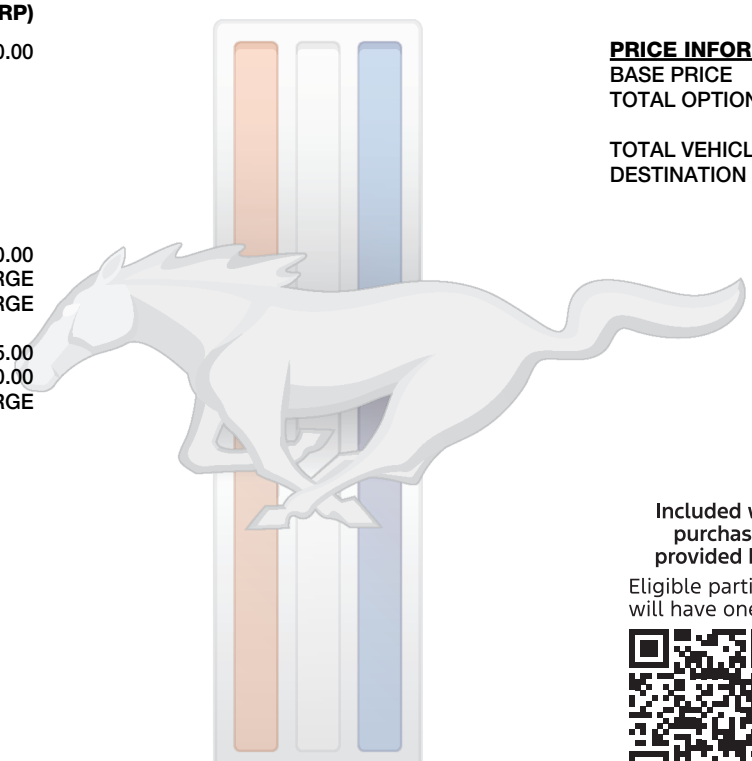 RP)
0.00
0.00
RGE
RGE
5.00
0.00
RGE
PRICE INFOR
BASE PRICE
TOTAL OPTION
TOTAL VEHICL
DESTINATION
Included w
purchas
provided b
Eligible parti
will have one